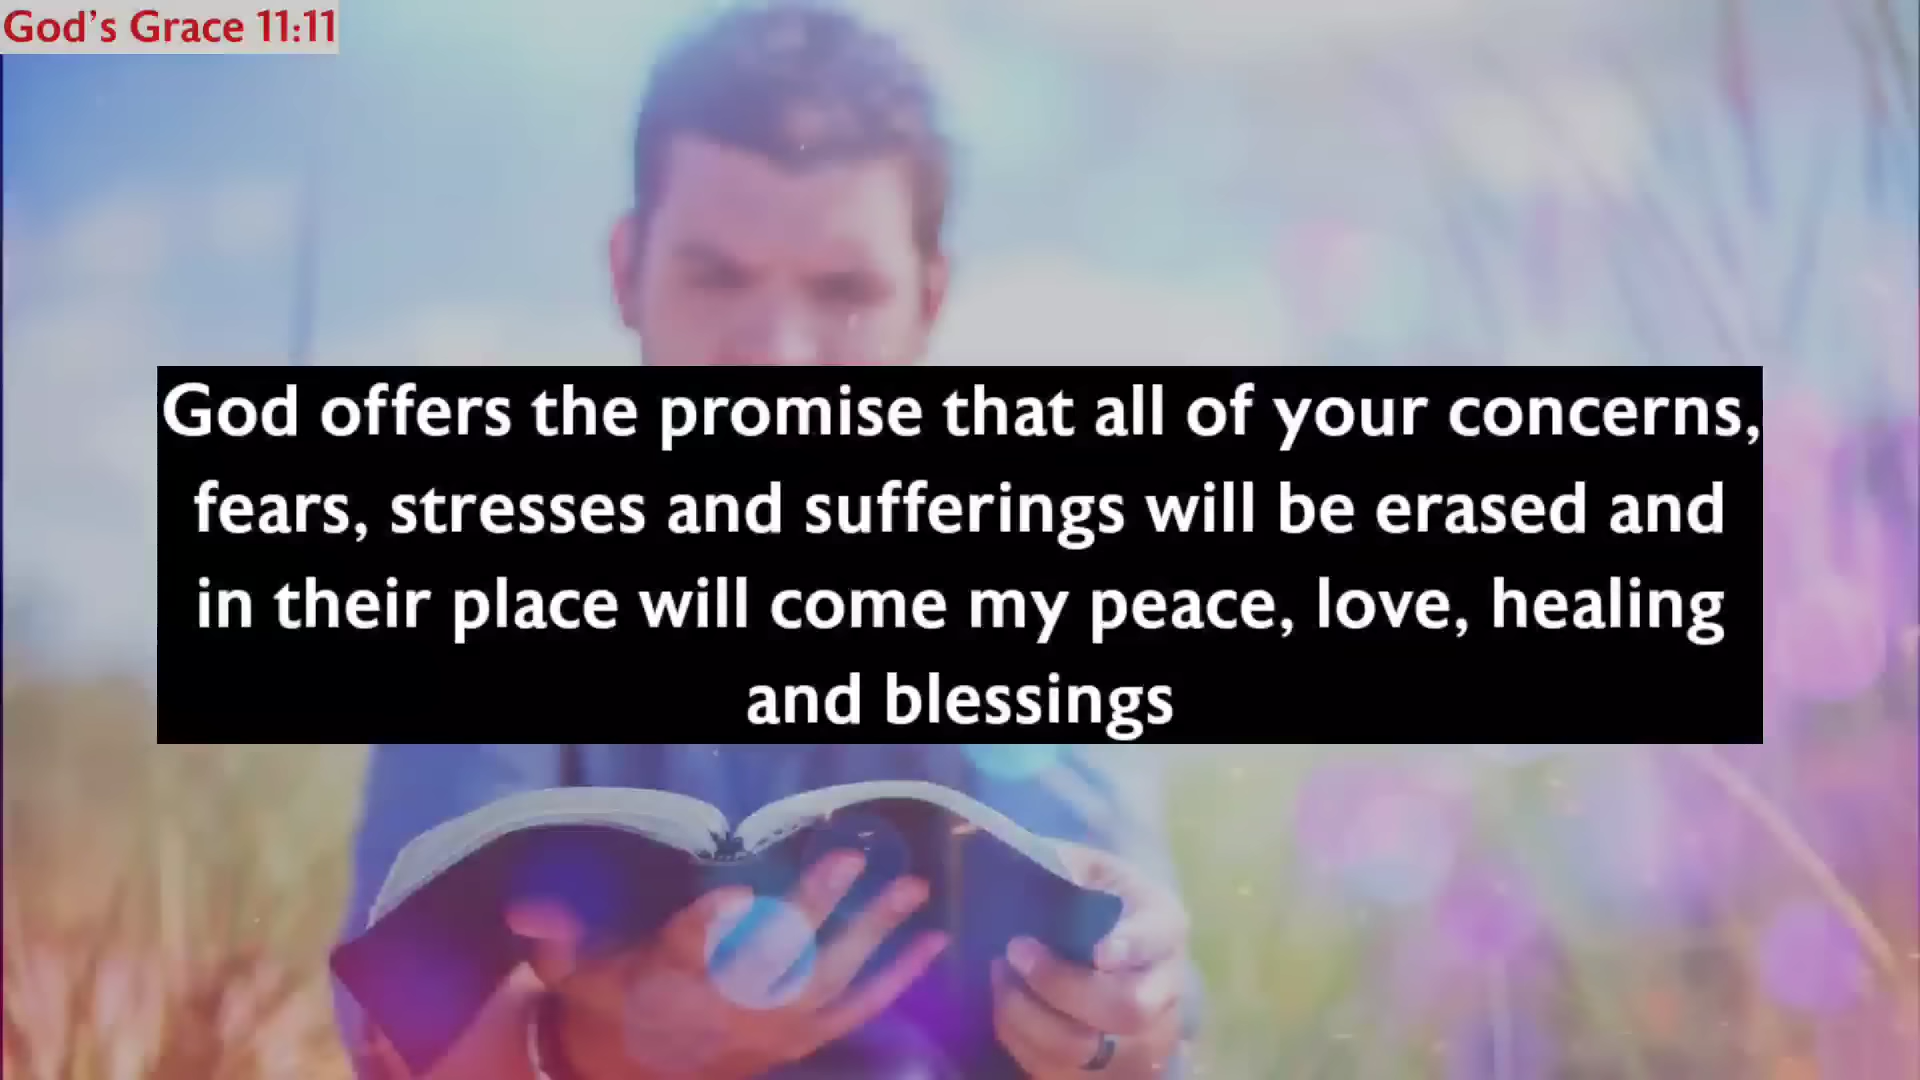 God's Grace 11:11
God offers the promise that all of your concerns,
fears, stresses and sufferings will be erased and
in their place will come my peace, love, healing
and blessings